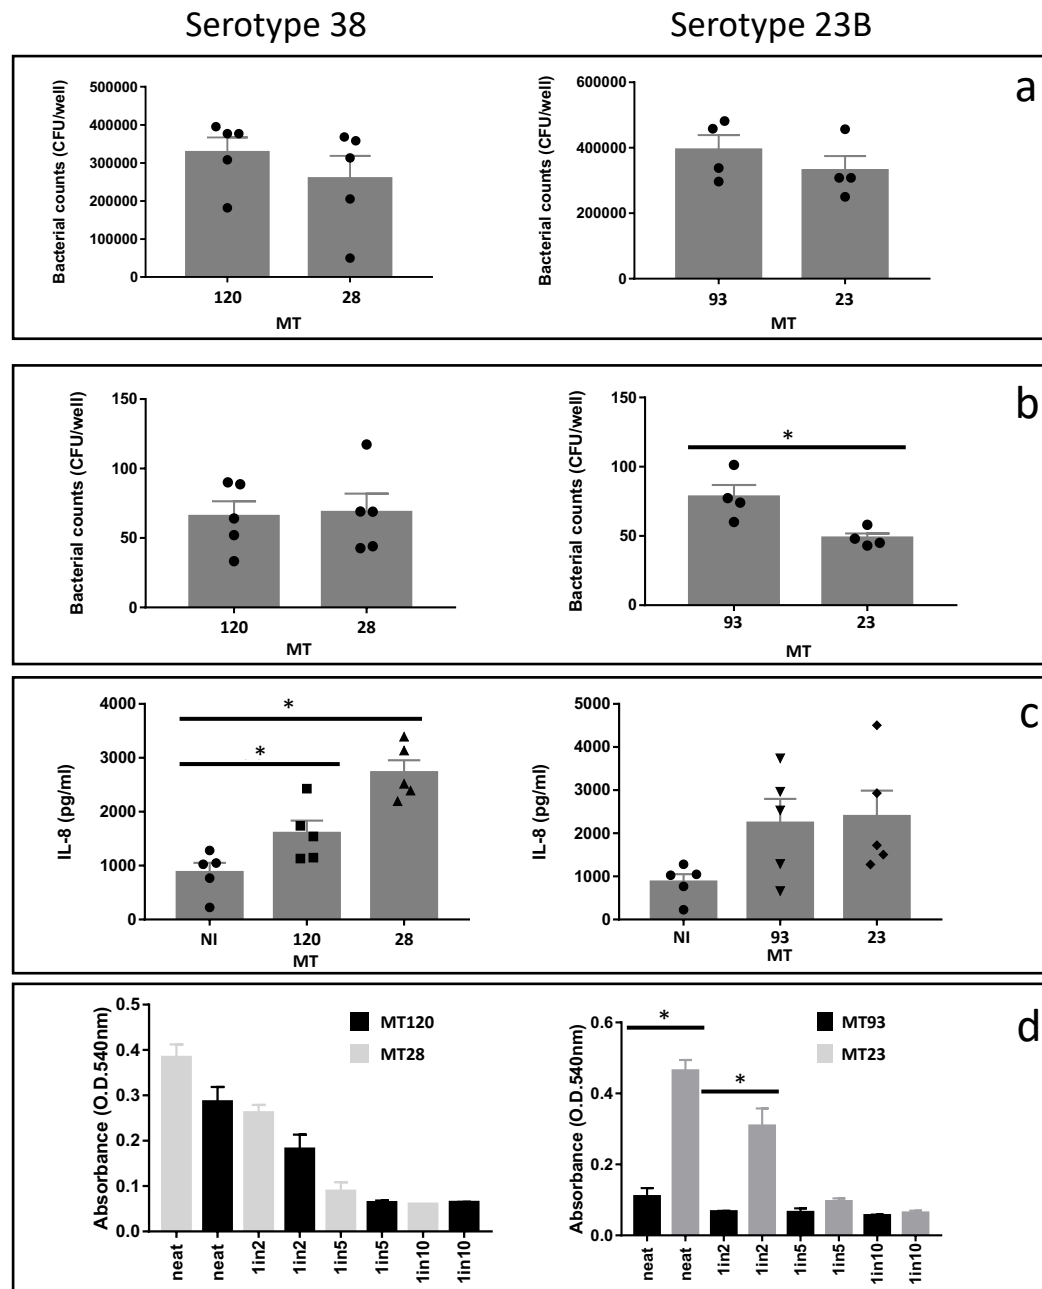 Serotype 38
Serotype 23B
a
Bacterial counts (CFU/well)
500000
400000
300000
200000
100000
0
120
28
MT
Bacterial counts (CFU/well)
600000
400000
200000
0
93
23
MT
b
Bacterial counts (CFU/well)
150
100
50
0
120
28
MT
Bacterial counts (CFU/well)
150
100
50
0
*
93
23
MT
c
IL-8 (pg/ml)
4000
3000
2000
1000
0
*
*
NI
120
28
MT
IL-8 (pg/ml)
5000
4000
3000
2000
1000
0
NI
93
23
MT
d
Absorbance (O.D.540nm)
0.5
0.4
0.3
0.2
0.1
0.0
MT120
MT28
neat
neat
1in2
1in2
1in5
1in5
1in10
1in10
Absorbance (O.D.540nm)
0.6
0.4
0.2
0.0
*
*
MT93
MT23
neat
neat
1in2
1in2
1in5
1in5
1in10
1in10